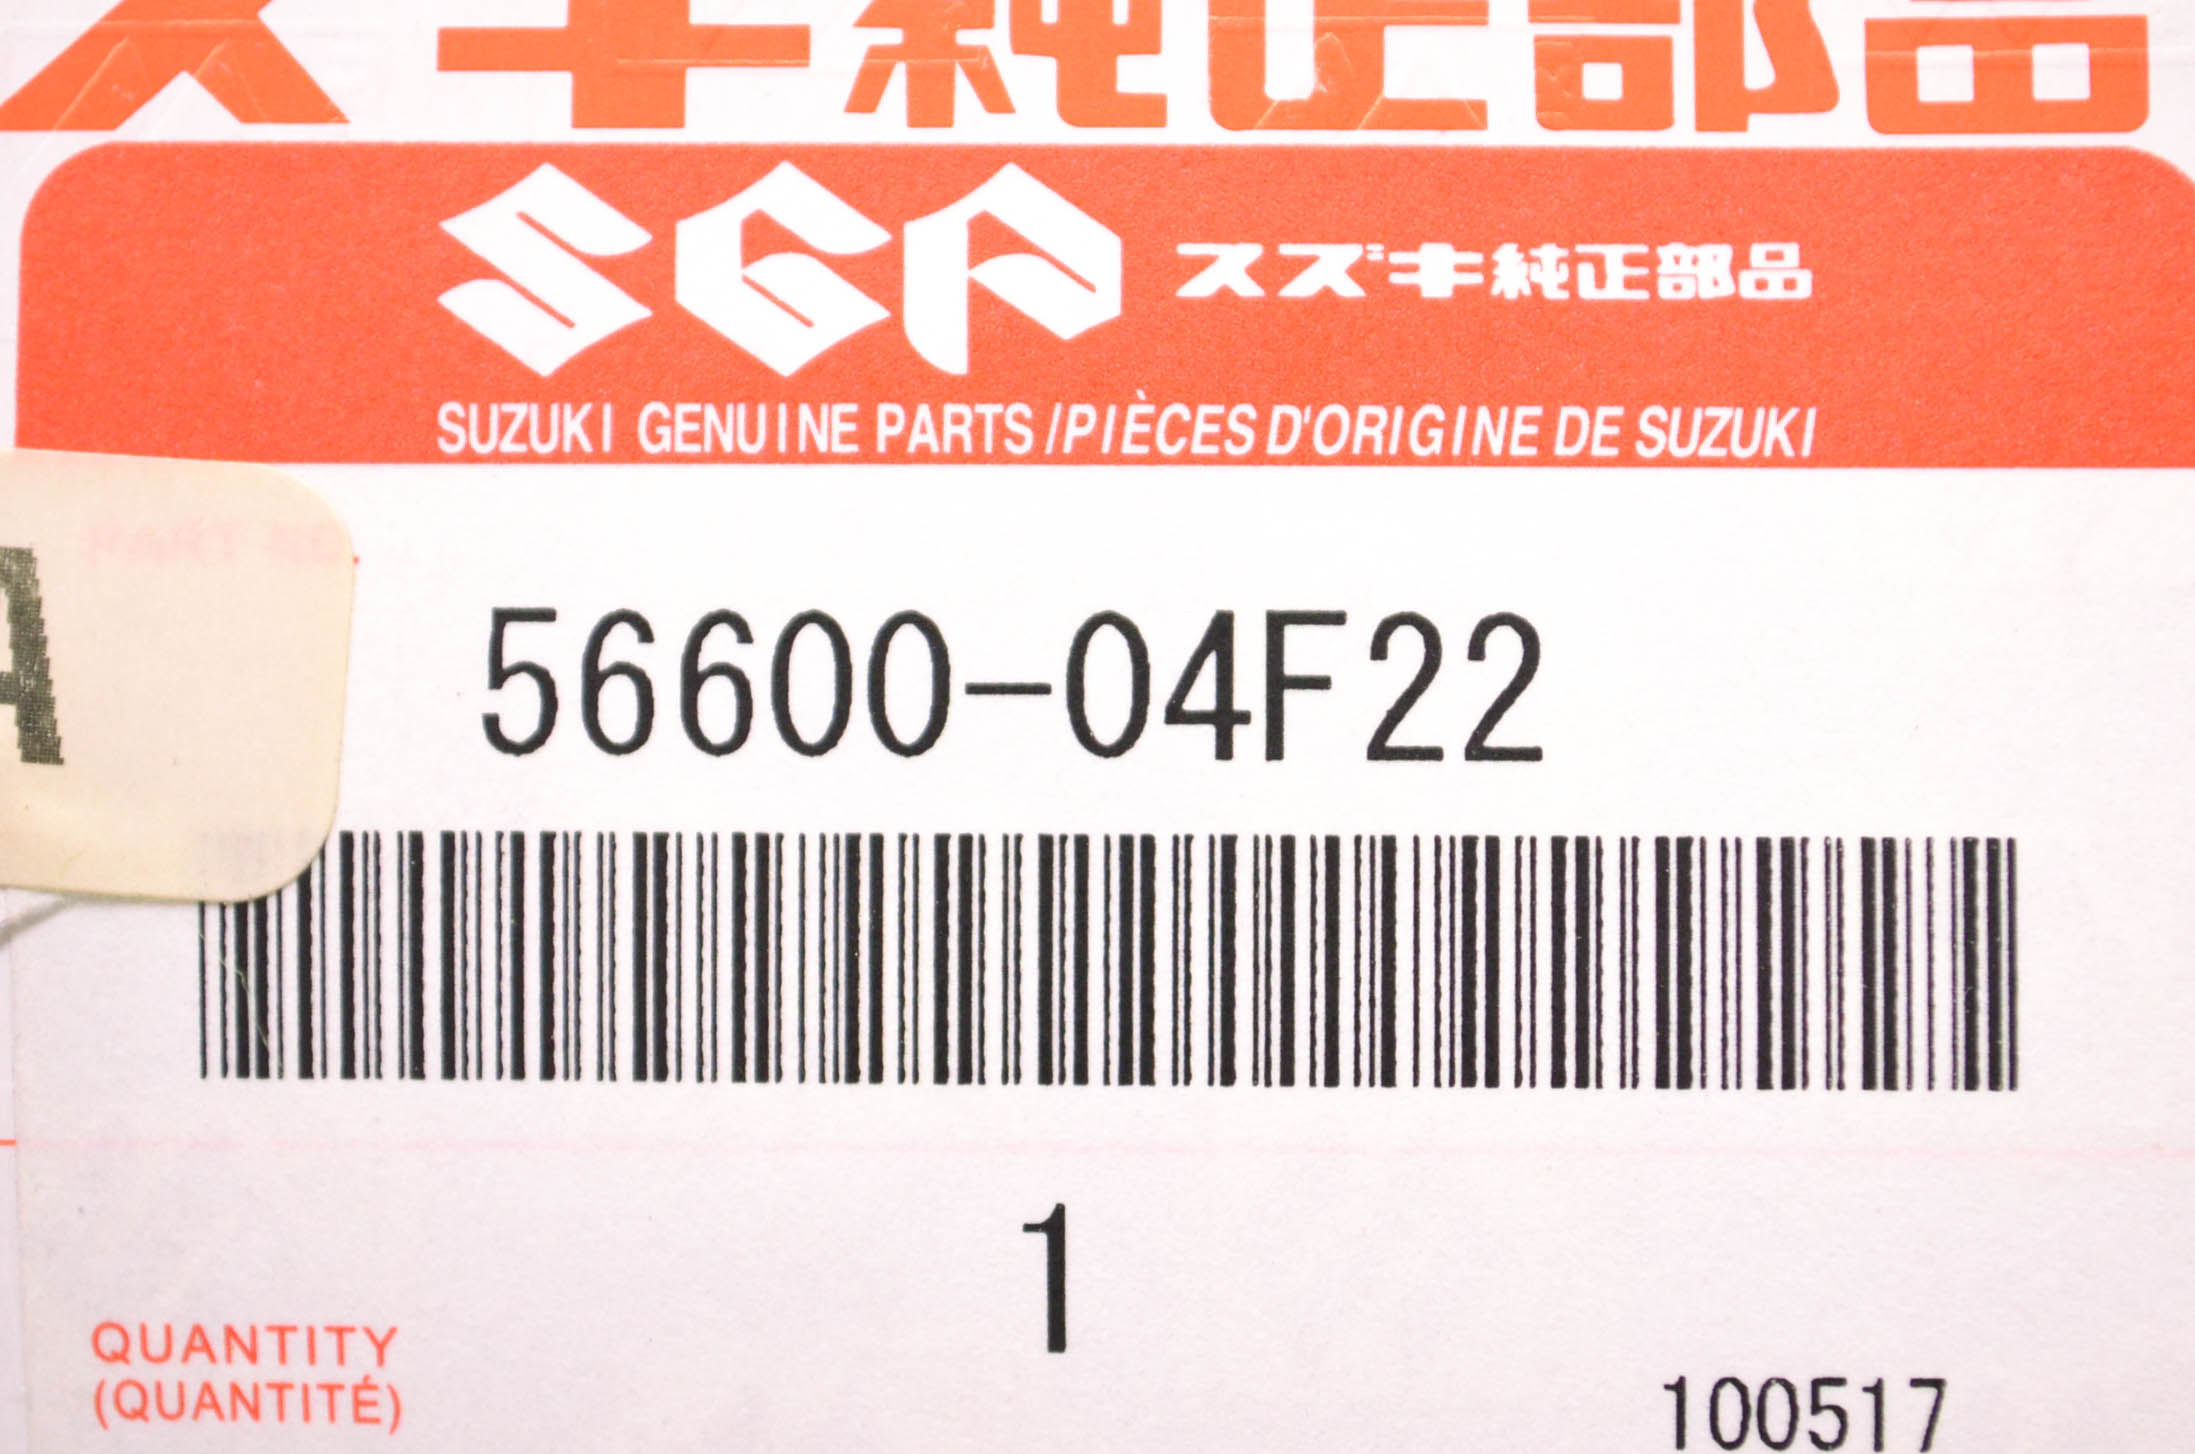 スズキ純正部品
SGP スズキ純正部品
SUZUKI GENUINE PARTS /PIÈCES D'ORIGINE DE SUZUKI
A
56600-04F22
1
QUANTITY
(QUANTITÉ)
100517